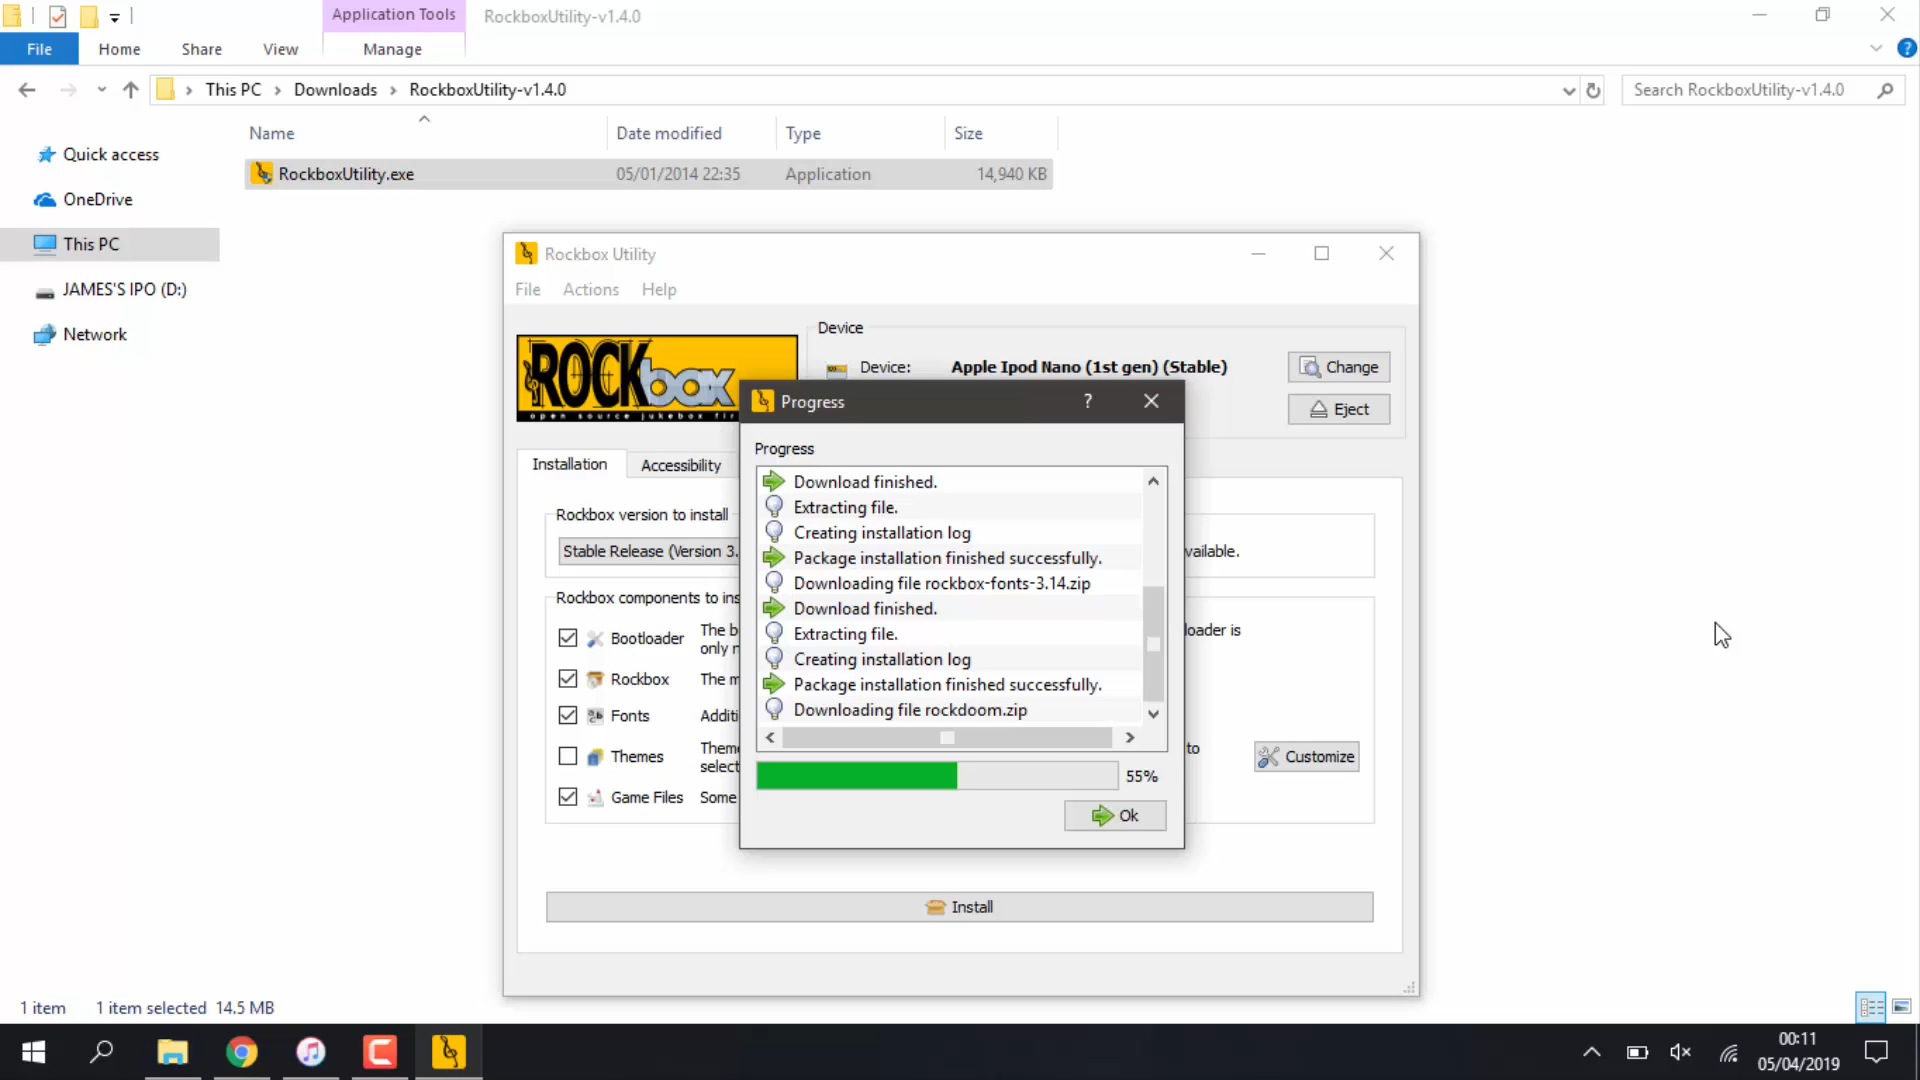 Application Tools
RockboxUtility-v1.4.0
File
Home
Share
View
Manage
This PC
Downloads
RockboxUtility-v1.4.0
Search RockboxUtility-v1.4.0
Name
Date modified
Type
Size
Quick access
RockboxUtility.exe
05/01/2014 22:35
Application
14,940 KB
OneDrive
This PC
JAMES'S IPO (D:)
Network
Rockbox Utility
File
Actions
Help
Device
Device:
Apple Ipod Nano (1st gen) (Stable)
Change
Eject
ROCKbox
open source jukebox fir
Progress
?
Installation
Accessibility
Progress
Download finished.
Extracting file.
Creating installation log
Package installation finished successfully.
Downloading file rockbox-fonts-3.14.zip
Download finished.
Extracting file.
Creating installation log
Package installation finished successfully.
Downloading file rockdoom.zip
55%
Ok
Rockbox version to install
Stable Release (Version 3.
vailable.
Rockbox components to ins
Bootloader
The b
only n
loader is
Rockbox
The m
Fonts
Additi
Themes
Theme
select
to
Customize
Game Files
Some
Install
1 item
1 item selected 14.5 MB
00:11
05/04/2019